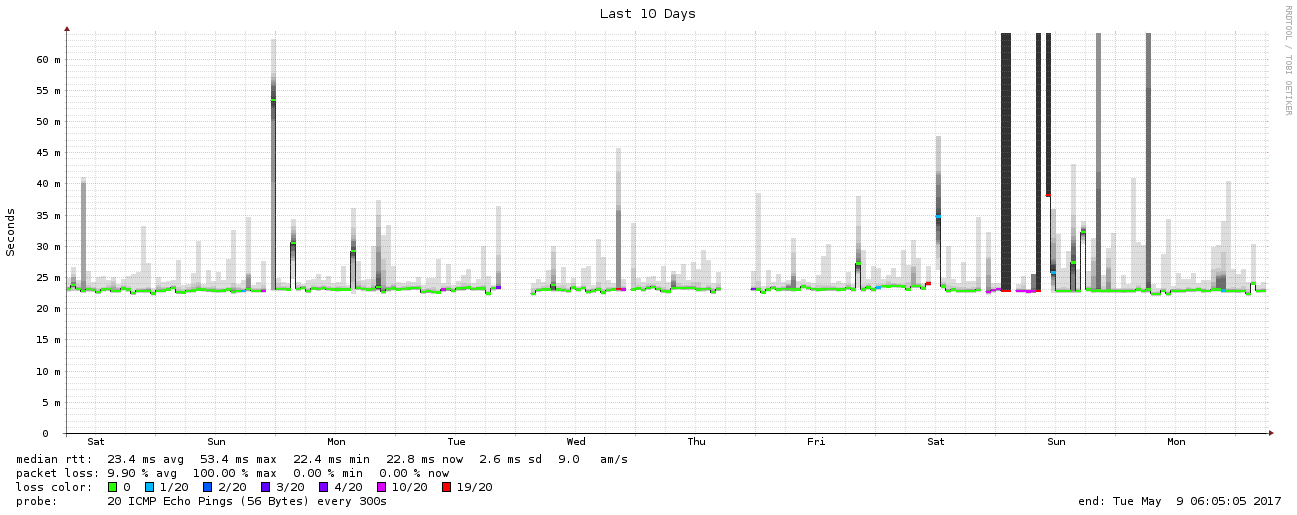 Last 10 Days
RRDTOOL / TOBI OETIKER
Seconds
60 m
55 m
50 m
45 m
40 m
35 m
30 m
25 m
20 m
15 m
10 m
5 m
0
Sat Sun Mon Tue Wed Thu Fri Sat Sun Mon
median rtt: 23.4 ms avg 53.4 ms max 22.4 ms min 22.8 ms now 2.6 ms sd 9.0 am/s
packet loss: 9.90 % avg 100.00 % max 0.00 % min 0.00 % now
loss color: 0 1/20 2/20 3/20 4/20 10/20 19/20
probe: 20 ICMP Echo Pings (56 Bytes) every 300s end: Tue May 9 06:05:05 2017